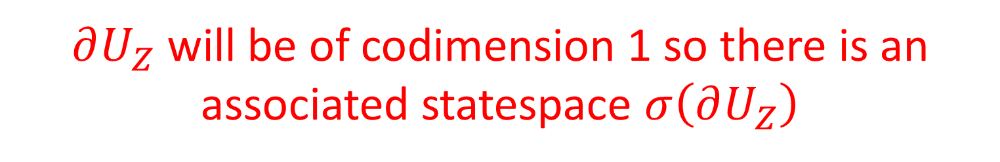 ∂U_Z will be of codimension 1 so there is an
associated statespace σ(∂U_Z)